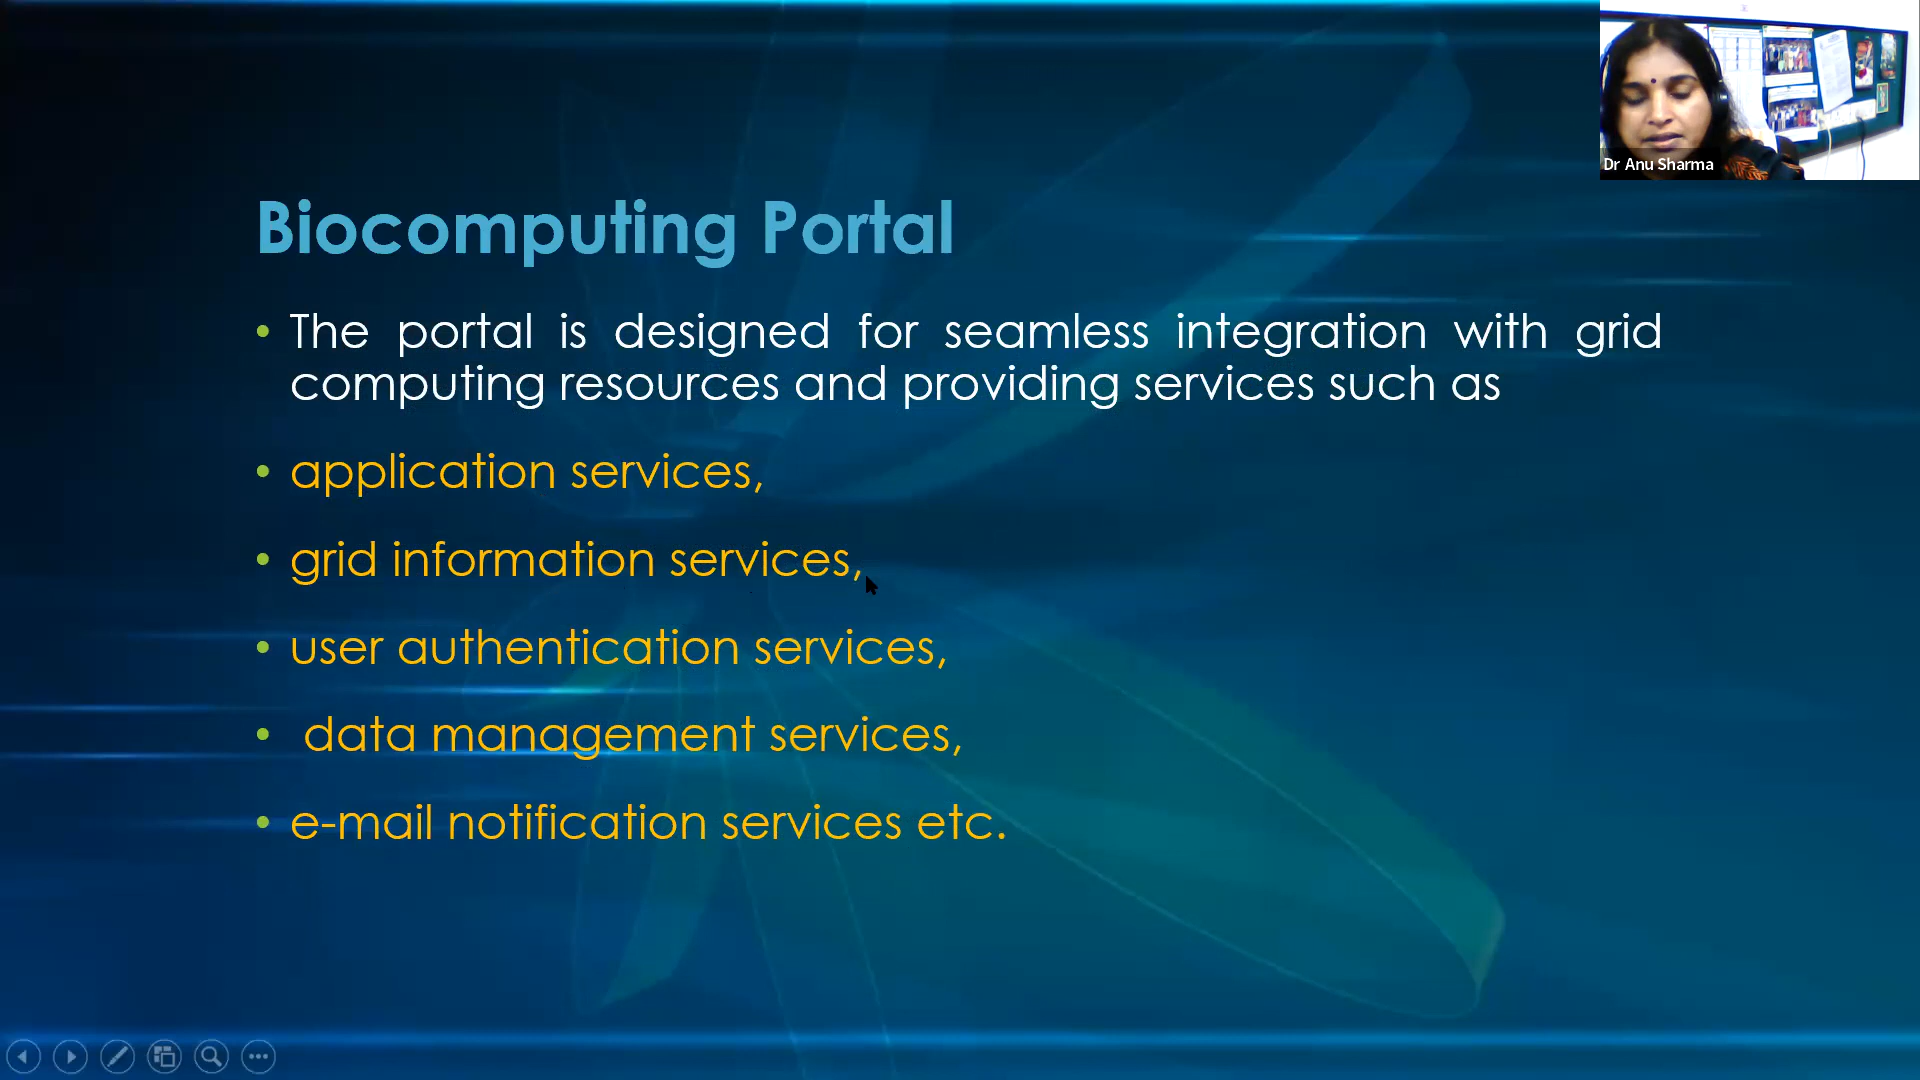 Dr Anu Sharma
Biocomputing Portal
• The portal is designed for seamless integration with grid
computing resources and providing services such as
• application services,
• grid information services,
• user authentication services,
• data management services,
• e-mail notification services etc.